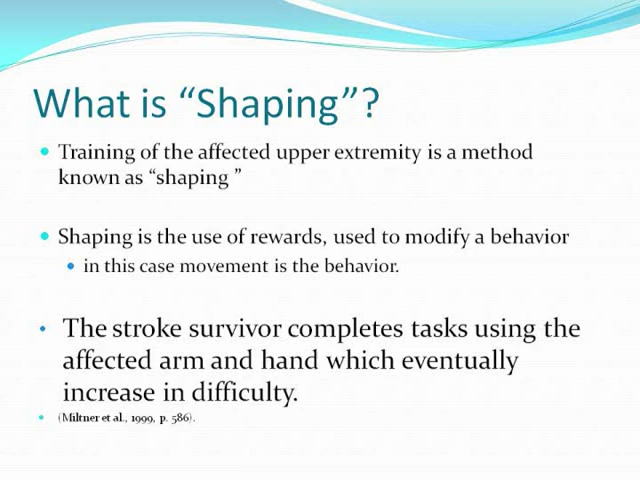 What is “Shaping”?
Training of the affected upper extremity is a method
known as “shaping ”
Shaping is the use of rewards, used to modify a behavior
in this case movement is the behavior.
The stroke survivor completes tasks using the
affected arm and hand which eventually
increase in difficulty.
(Miltner et al., 1999, p. 586).